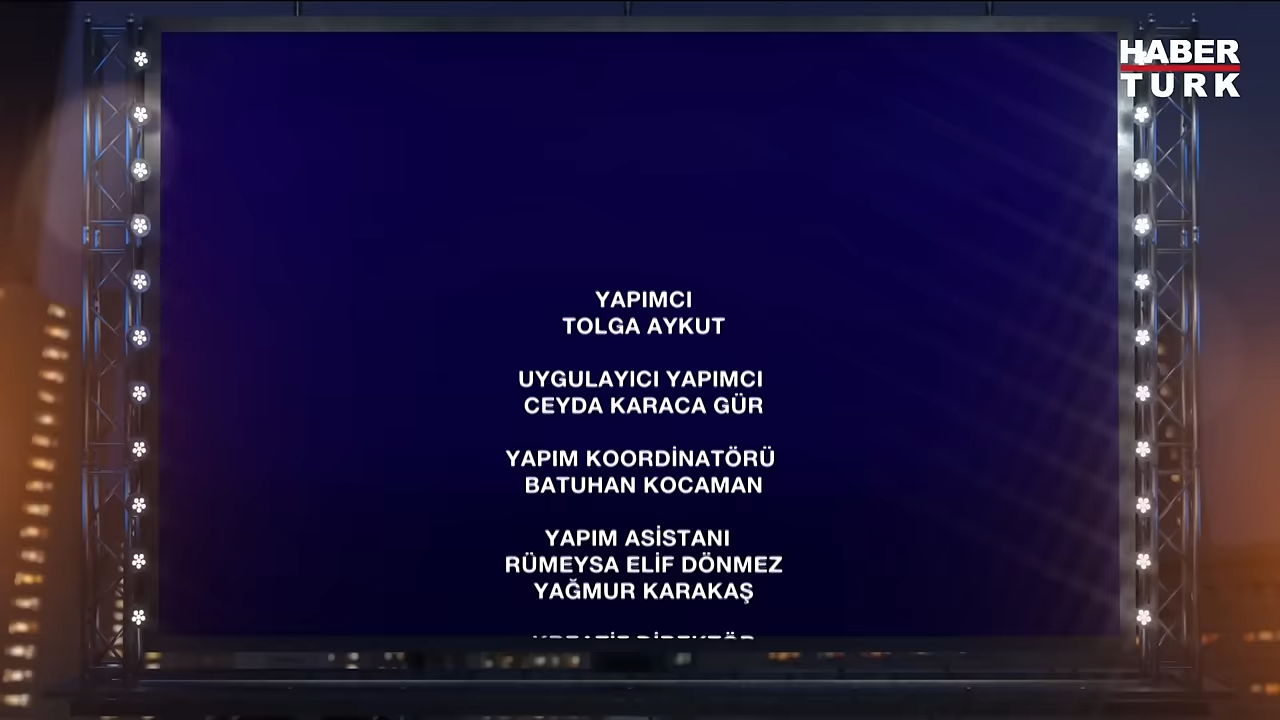 HABER
TURK
YAPIMCI
TOLGA AYKUT
UYGULAYICI YAPIMCI
CEYDA KARACA GÜR
YAPIM KOORDİNATÖRÜ
BATUHAN KOCAMAN
YAPIM ASİSTANI
RÜMEYSA ELİF DÖNMEZ
YAĞMUR KARAKAŞ